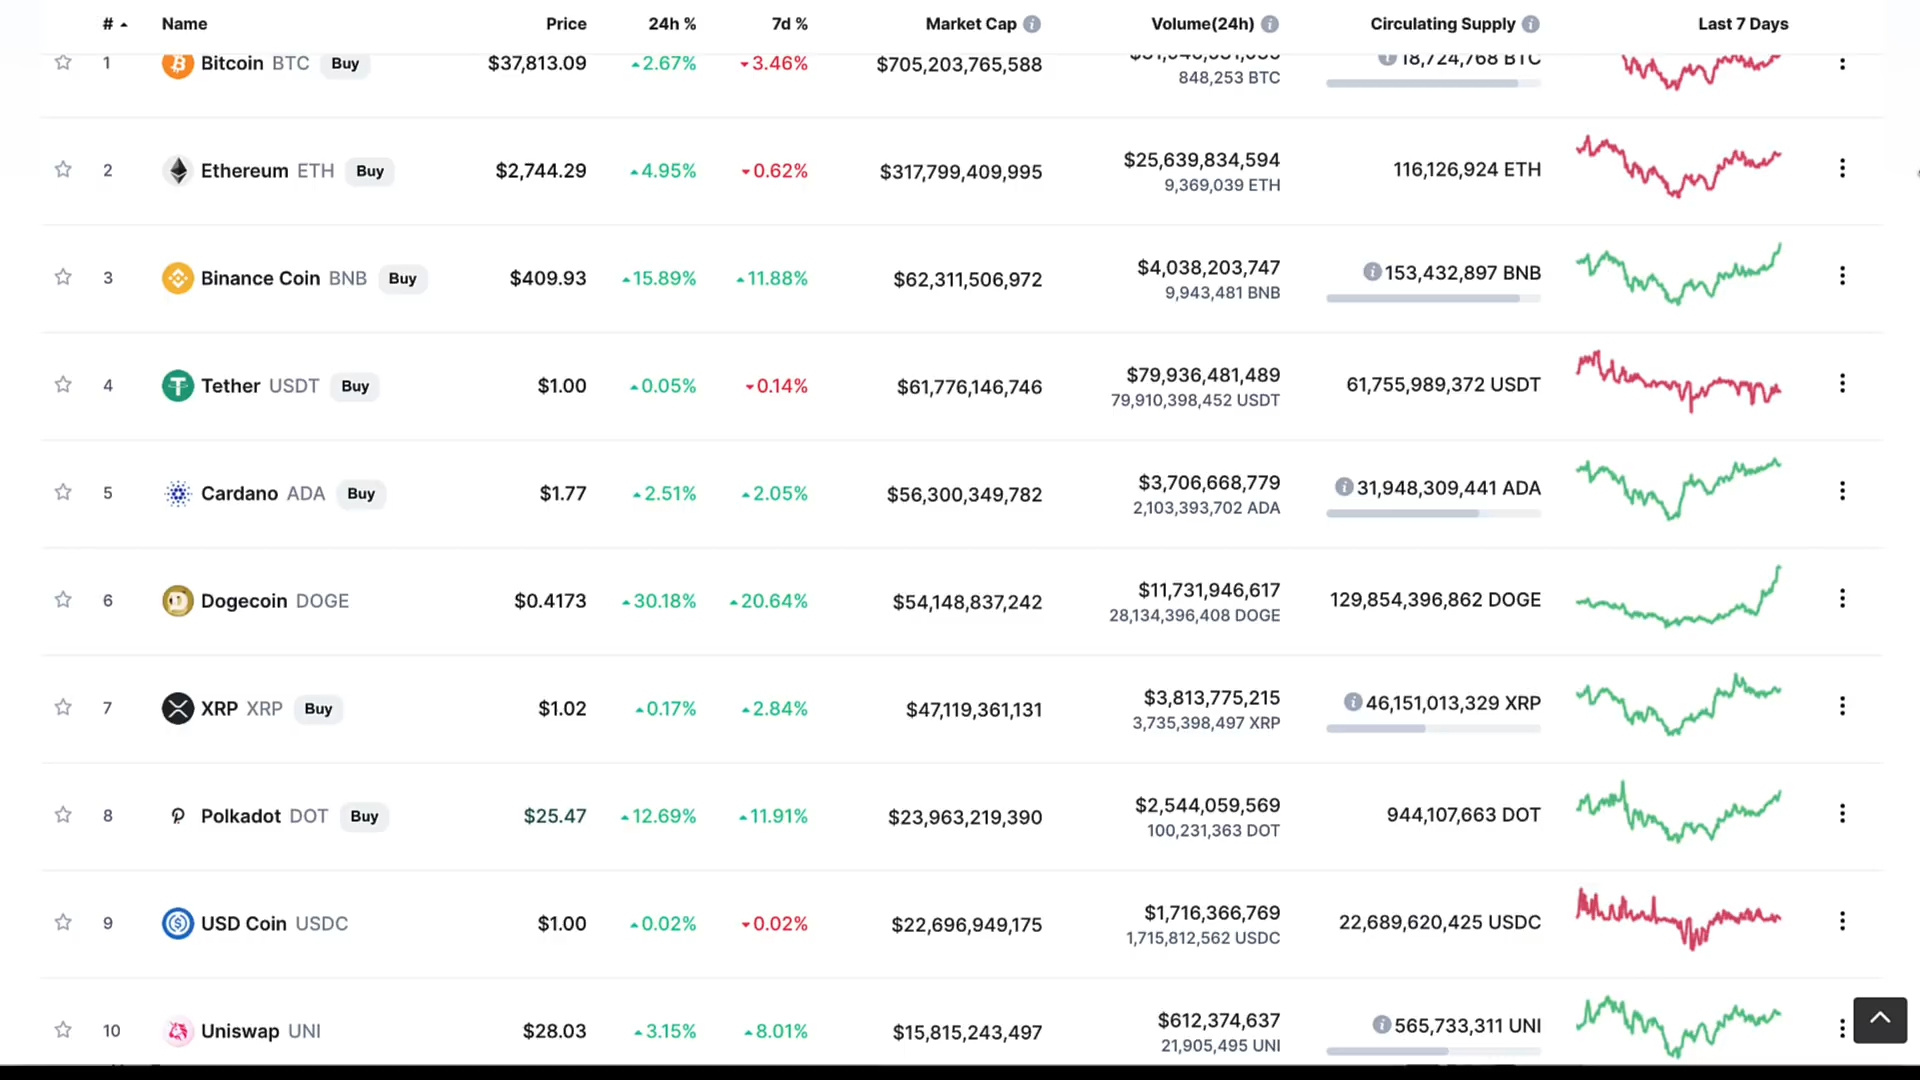 # Name Price 24h % 7d % Market Cap Volume(24h) Circulating Supply Last 7 Days
1 Bitcoin BTC Buy $37,813.09 2.67% 3.46% $705,203,765,588 18,724,768 BTC
848,253 BTC
2 Ethereum ETH Buy $2,744.29 4.95% 0.62% $317,799,409,995 $25,639,834,594 116,126,924 ETH
9,369,039 ETH
3 Binance Coin BNB Buy $409.93 15.89% 11.88% $62,311,506,972 $4,038,203,747 153,432,897 BNB
9,943,481 BNB
4 Tether USDT Buy $1.00 0.05% 0.14% $61,776,146,746 $79,936,481,489 61,755,989,372 USDT
79,910,398,452 USDT
5 Cardano ADA Buy $1.77 2.51% 2.05% $56,300,349,782 $3,706,668,779 31,948,309,441 ADA
2,103,393,702 ADA
6 Dogecoin DOGE $0.4173 30.18% 20.64% $54,148,837,242 $11,731,946,617 129,854,396,862 DOGE
28,134,396,408 DOGE
7 XRP XRP Buy $1.02 0.17% 2.84% $47,119,361,131 $3,813,775,215 46,151,013,329 XRP
3,735,398,497 XRP
8 Polkadot DOT Buy $25.47 12.69% 11.91% $23,963,219,390 $2,544,059,569 944,107,663 DOT
100,231,363 DOT
9 USD Coin USDC $1.00 0.02% 0.02% $22,696,949,175 $1,716,366,769 22,689,620,425 USDC
1,715,812,562 USDC
10 Uniswap UNI $28.03 3.15% 8.01% $15,815,243,497 $612,374,637 565,733,311 UNI
21,905,495 UNI